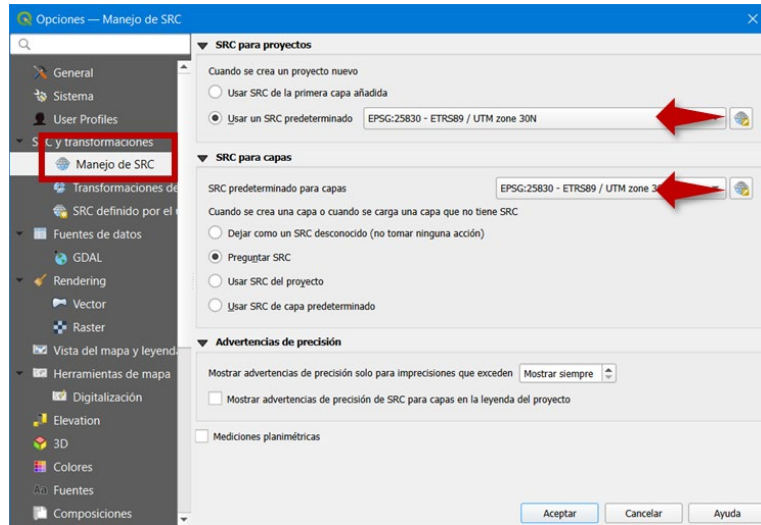 Opciones — Manejo de SRC
General
Sistema
User Profiles
SRC y transformaciones
Manejo de SRC
Transformaciones de
SRC definido por el
Fuentes de datos
GDAL
Rendering
Vector
Raster
Vista del mapa y leyend
Herramientas de mapa
Digitalización
Elevation
3D
Colores
Fuentes
Composiciones
SRC para proyectos
Cuando se crea un proyecto nuevo
Usar SRC de la primera capa añadida
Usar un SRC predeterminado EPSG:25830 - ETRS89 / UTM zone 30N
SRC para capas
SRC predeterminado para capas EPSG:25830 - ETRS89 / UTM zone
Cuando se crea una capa o cuando se carga una capa que no tiene SRC
Dejar como un SRC desconocido (no tomar ninguna acción)
Preguntar SRC
Usar SRC del proyecto
Usar SRC de capa predeterminado
Advertencias de precisión
Mostrar advertencias de precisión solo para imprecisiones que exceden Mostrar siempre
Mostrar advertencias de precisión de SRC para capas en la leyenda del proyecto
Mediciones planimétricas
Aceptar Cancelar Ayuda